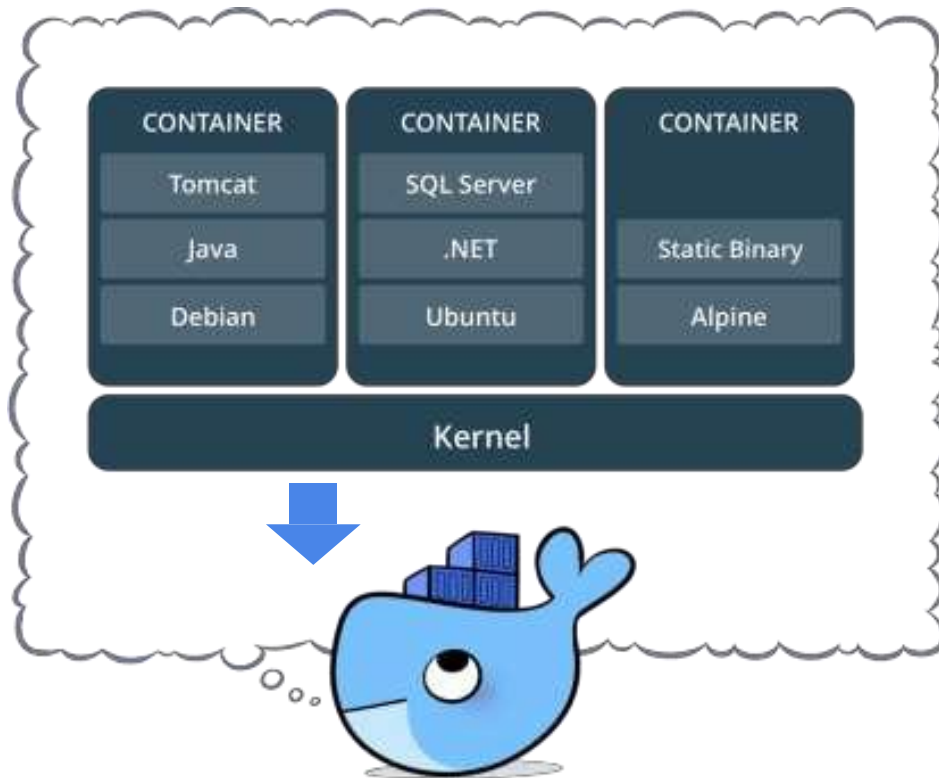 CONTAINER
Tomcat
Java
Debian
CONTAINER
SQL Server
.NET
Ubuntu
CONTAINER
Static Binary
Alpine
Kernel